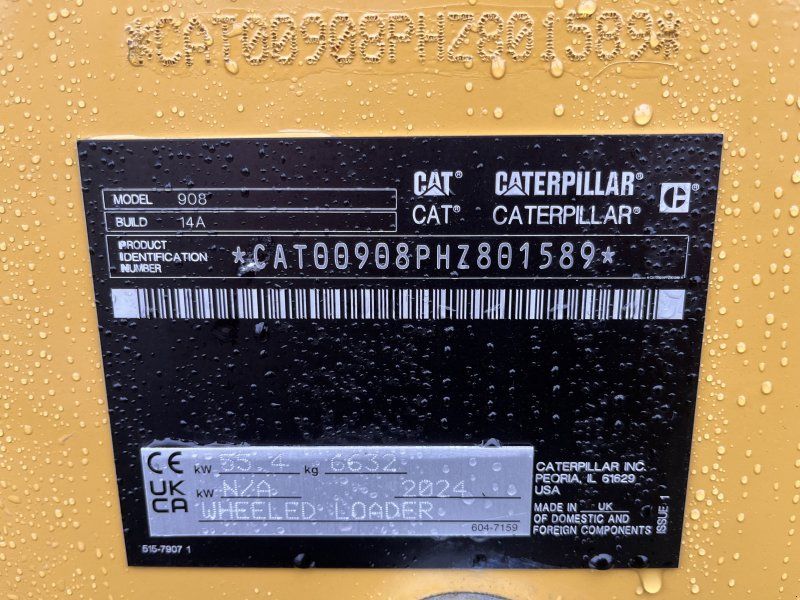 *CAT00908PHZ801589*
CAT® CATERPILLAR®
CAT® CATERPILLAR®
MODEL 908
BUILD 14A
PRODUCT IDENTIFICATION NUMBER *CAT00908PHZ801589*
CE kW 55.4 kg 6632
UKCA kW N/A 2024
WHEELED LOADER
604-7159
CATERPILLAR INC.
PEORIA, IL 61629
USA
MADE IN UK
OF DOMESTIC AND
FOREIGN COMPONENTS
ISSUE 1
515-7907 1